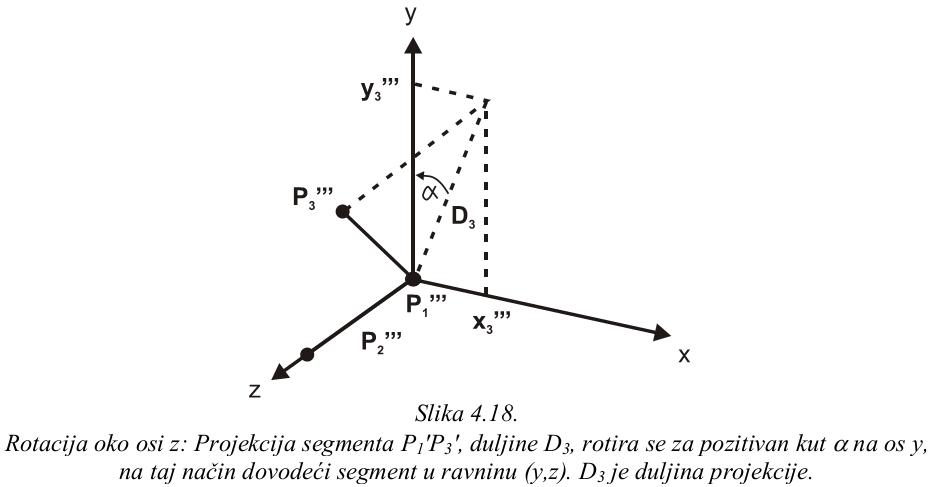 y
y₃’’’
P₃’’’
α
D₃
P₁’’’
x₃’’’
P₂’’’
x
z
Slika 4.18.
Rotacija oko osi z: Projekcija segmenta P₁'P₃', duljine D₃, rotira se za pozitivan kut α na os y,
na taj način dovodeći segment u ravninu (y,z). D₃ je duljina projekcije.